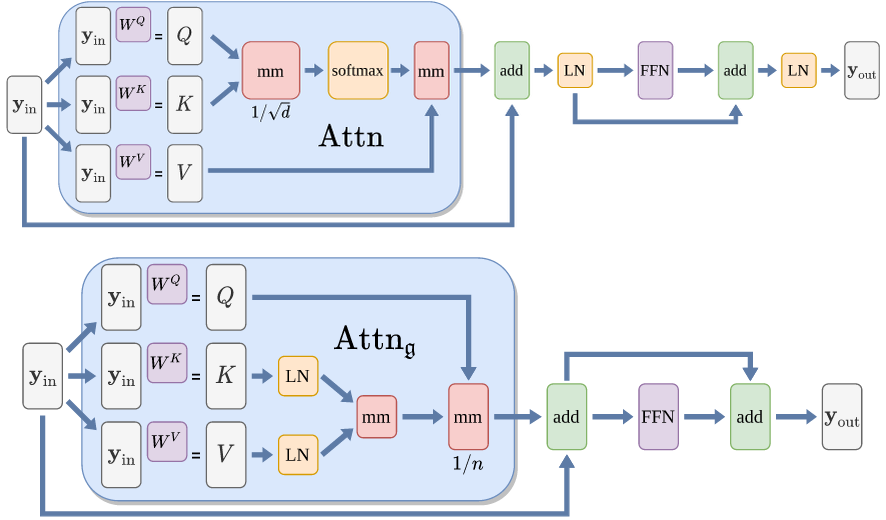 y_in W^Q = Q
y_in y_in W^K = K mm softmax mm add LN FFN add LN y_out
1/√d
Attn
y_in W^V = V
y_in W^Q = Q
Attn_𝔤
y_in y_in W^K = K LN
mm mm add FFN add y_out
y_in W^V = V LN
1/n